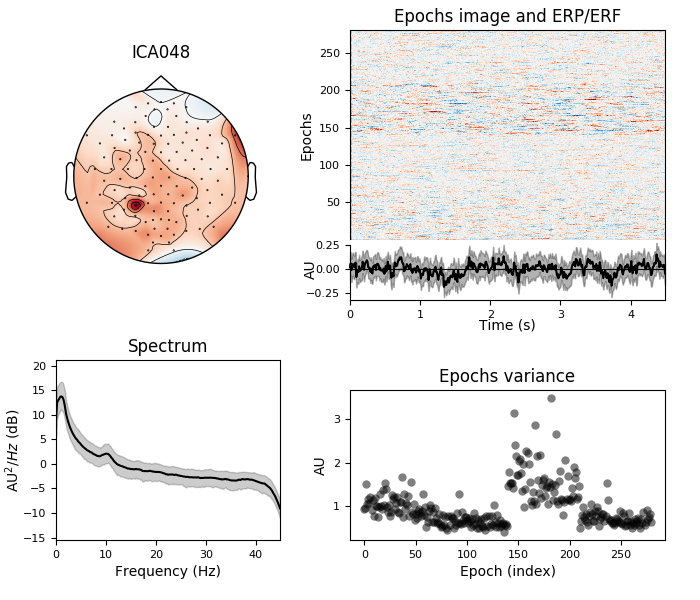 ICA048
Epochs image and ERP/ERF
Epochs
250
200
150
100
50
AU
0.25
0.00
−0.25
0 1 2 3 4
Time (s)
Spectrum
AU²/Hz (dB)
20
15
10
5
0
−5
−10
−15
0 10 20 30 40
Frequency (Hz)
Epochs variance
AU
3
2
1
0 50 100 150 200 250
Epoch (index)